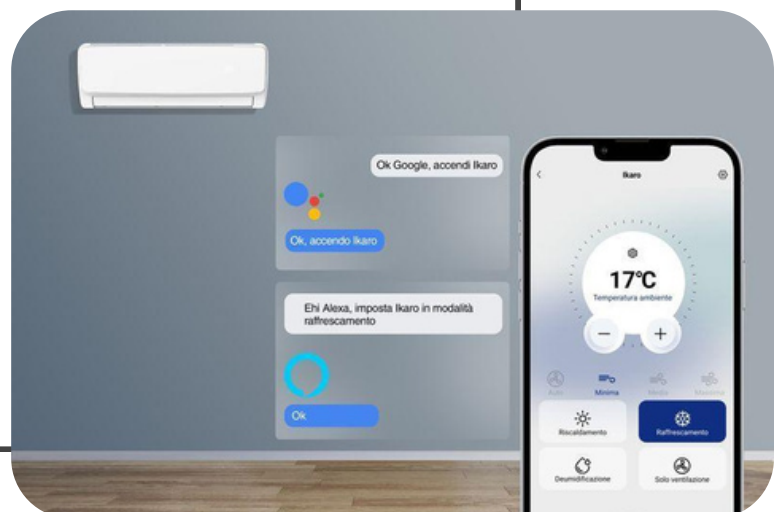 Ok Google, accendi Ikaro
Ok, accendo Ikaro
Ehi Alexa, imposta Ikaro in modalità
raffrescamento
Ok
Ikaro
17°C
Temperatura ambiente
Auto
Minima
Media
Massima
Riscaldamento
Raffrescamento
Deumidificazione
Solo ventilazione